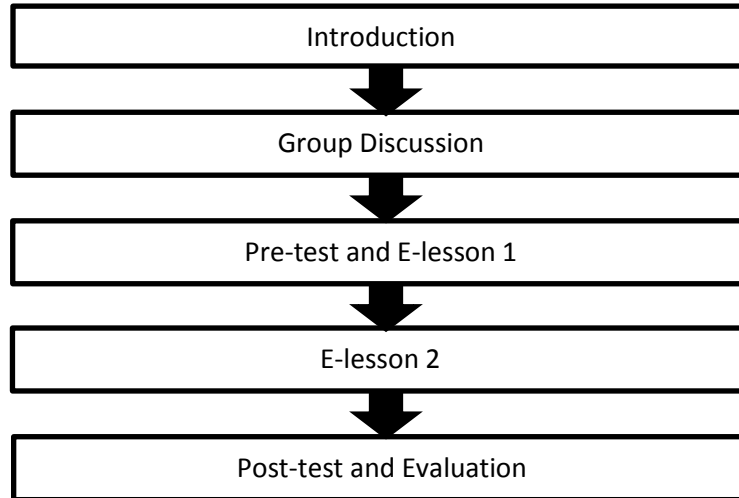 Introduction
Group Discussion
Pre-test and E-lesson 1
E-lesson 2
Post-test and Evaluation